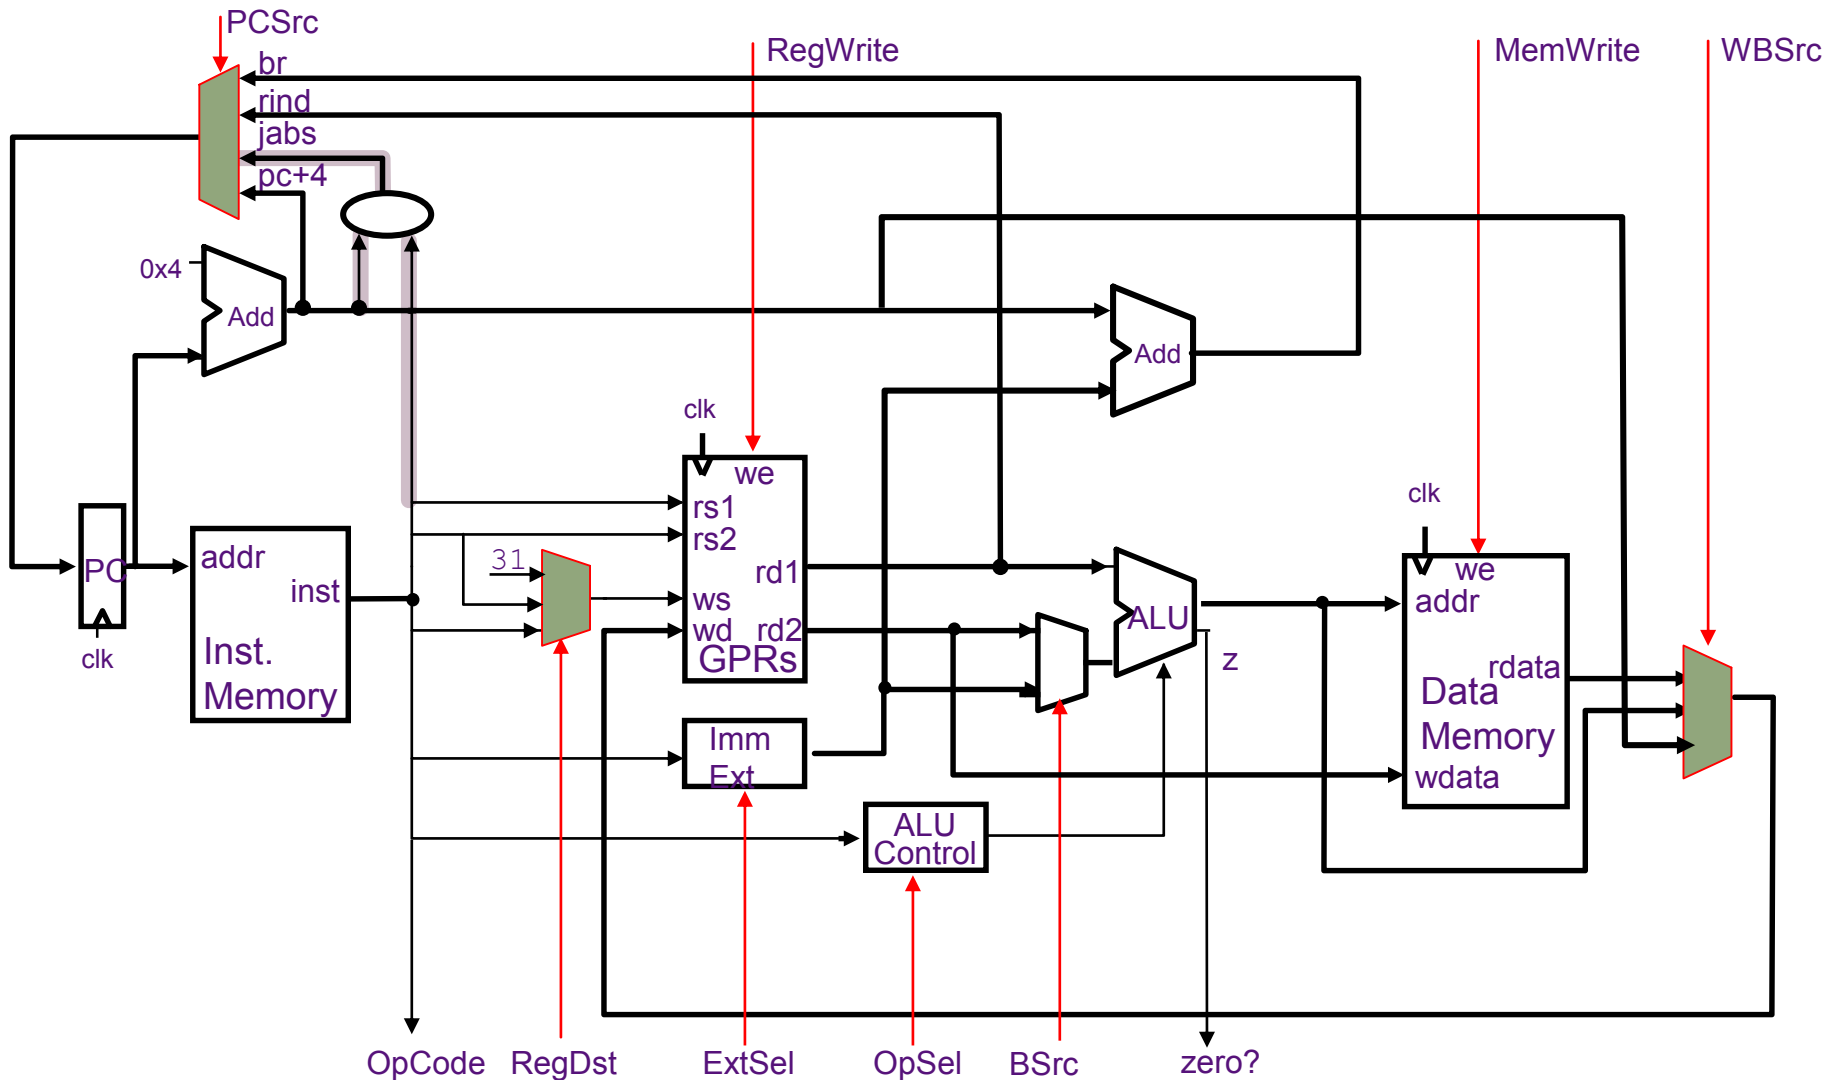 PCSrc
RegWrite
MemWrite
WBSrc
br
rind
jabs
pc+4
0x4
Add
Add
clk
we
rs1
rs2
31
rd1
ws
wd
rd2
GPRs
PC
clk
addr
inst
Inst.
Memory
ALU
z
clk
we
addr
rdata
Data
Memory
wdata
Imm
Ext
ALU
Control
OpCode
RegDst
ExtSel
OpSel
BSrc
zero?